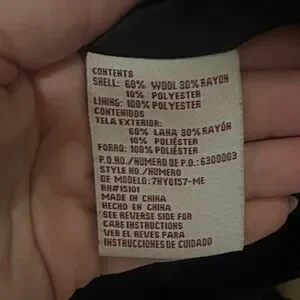 CONTENTS
SHELL: 60% WOOL 30% RAYON
10% POLYESTER
LINING: 100% POLYESTER
CONTENIDOS
TELA EXTERIOR:
60% LANA 30% RAYÓN
10% POLIÉSTER
FORRO: 100% POLIÉSTER
P.O.NO./NUMERO DE P.O.:6300003
STYLE NO./NUMERO
DE MODELO:7HY0157-ME
RN#15101
MADE IN CHINA
HECHO EN CHINA
SEE REVERSE SIDE FOR
CARE INSTRUCTIONS
VER EL REVES PARA
INSTRUCCIONES DE CUIDADO